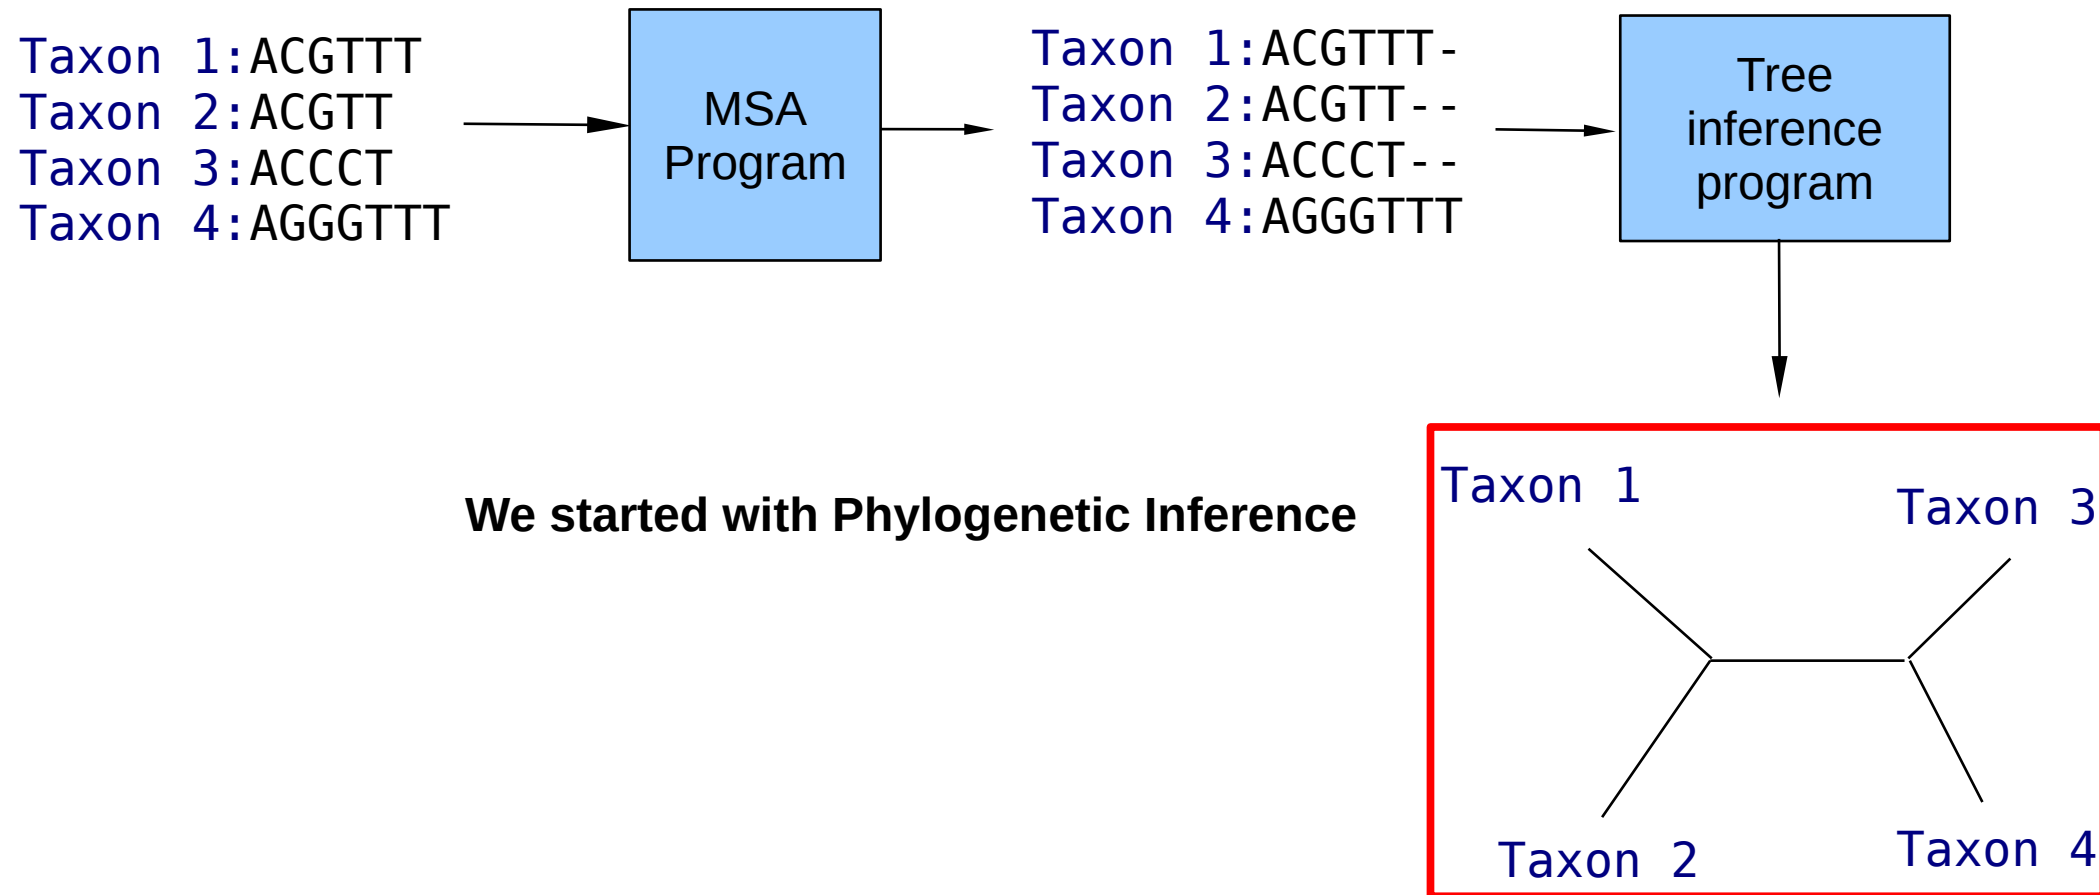 Taxon 1:ACGTTT
Taxon 2:ACGTT
Taxon 3:ACCCT
Taxon 4:AGGGTTT
MSA
Program
Taxon 1:ACGTTT-
Taxon 2:ACGTT--
Taxon 3:ACCCT--
Taxon 4:AGGGTTT
Tree
inference
program
We started with Phylogenetic Inference
Taxon 1
Taxon 3
Taxon 2
Taxon 4